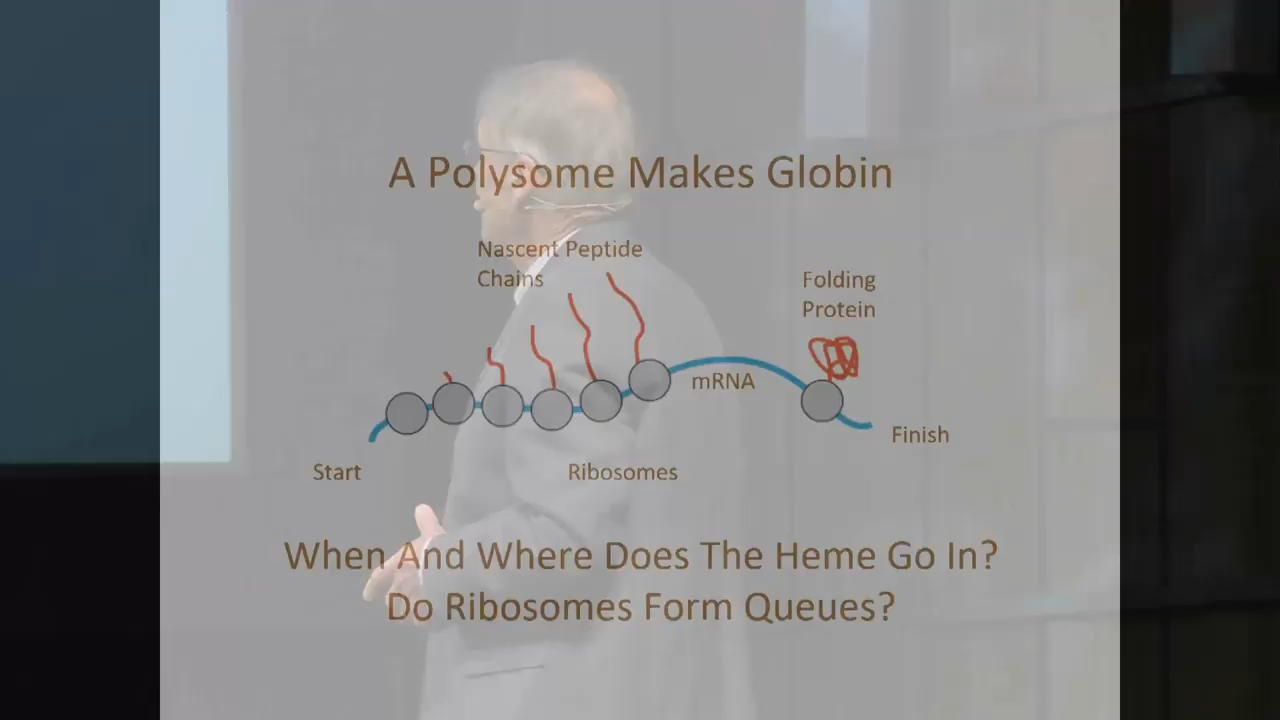 A Polysome Makes Globin
Nascent Peptide
Chains
Folding
Protein
mRNA
Finish
Start
Ribosomes
When And Where Does The Heme Go In?
Do Ribosomes Form Queues?